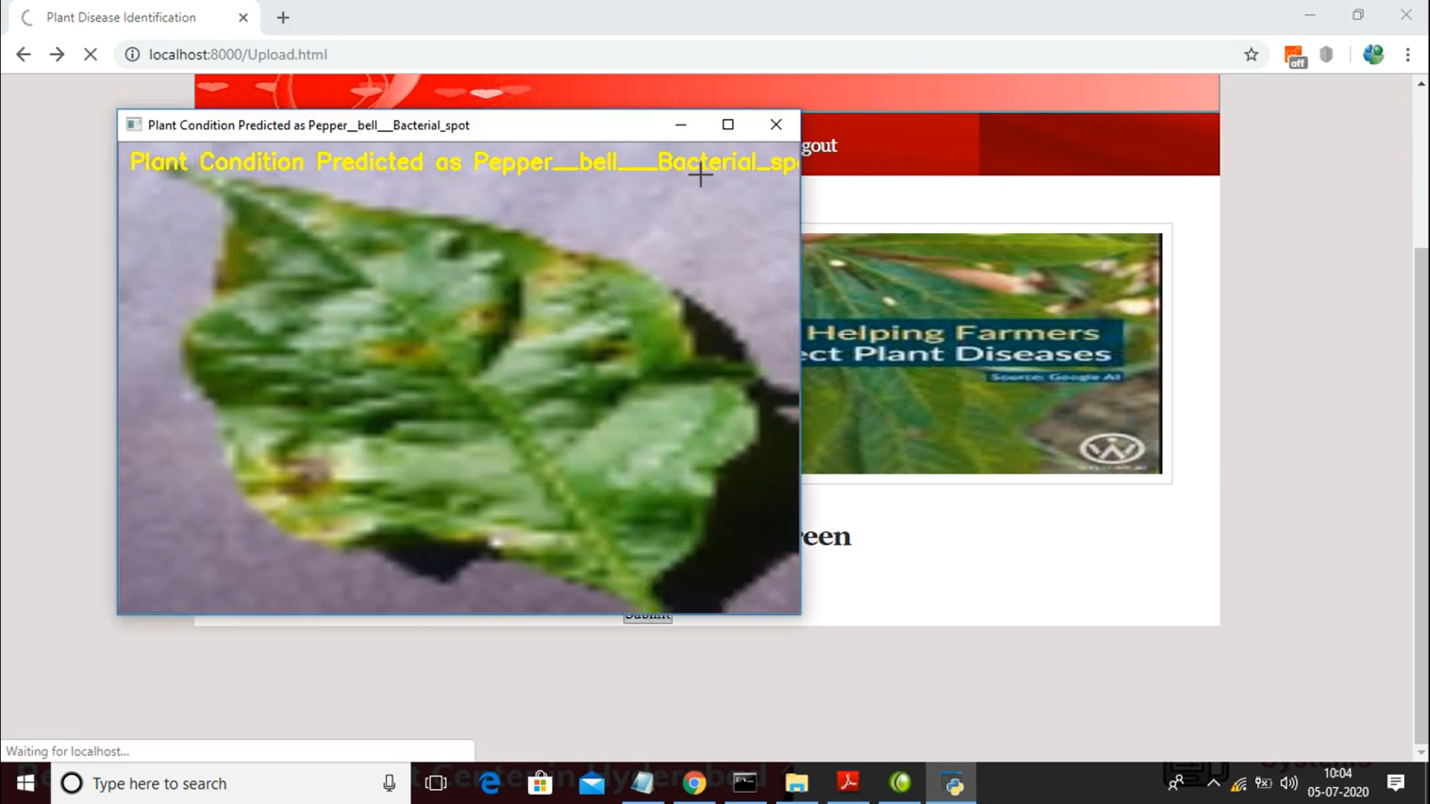 Plant Disease Identification
localhost:8000/Upload.html
off
Plant Condition Predicted as Pepper__bell___Bacterial_spot
Plant Condition Predicted as Pepper__bell___Bacterial_sp
gout
Helping Farmers
ect Plant Diseases
Source: Google AI
reen
Submit
Waiting for localhost...
Type here to search
10:04
05-07-2020